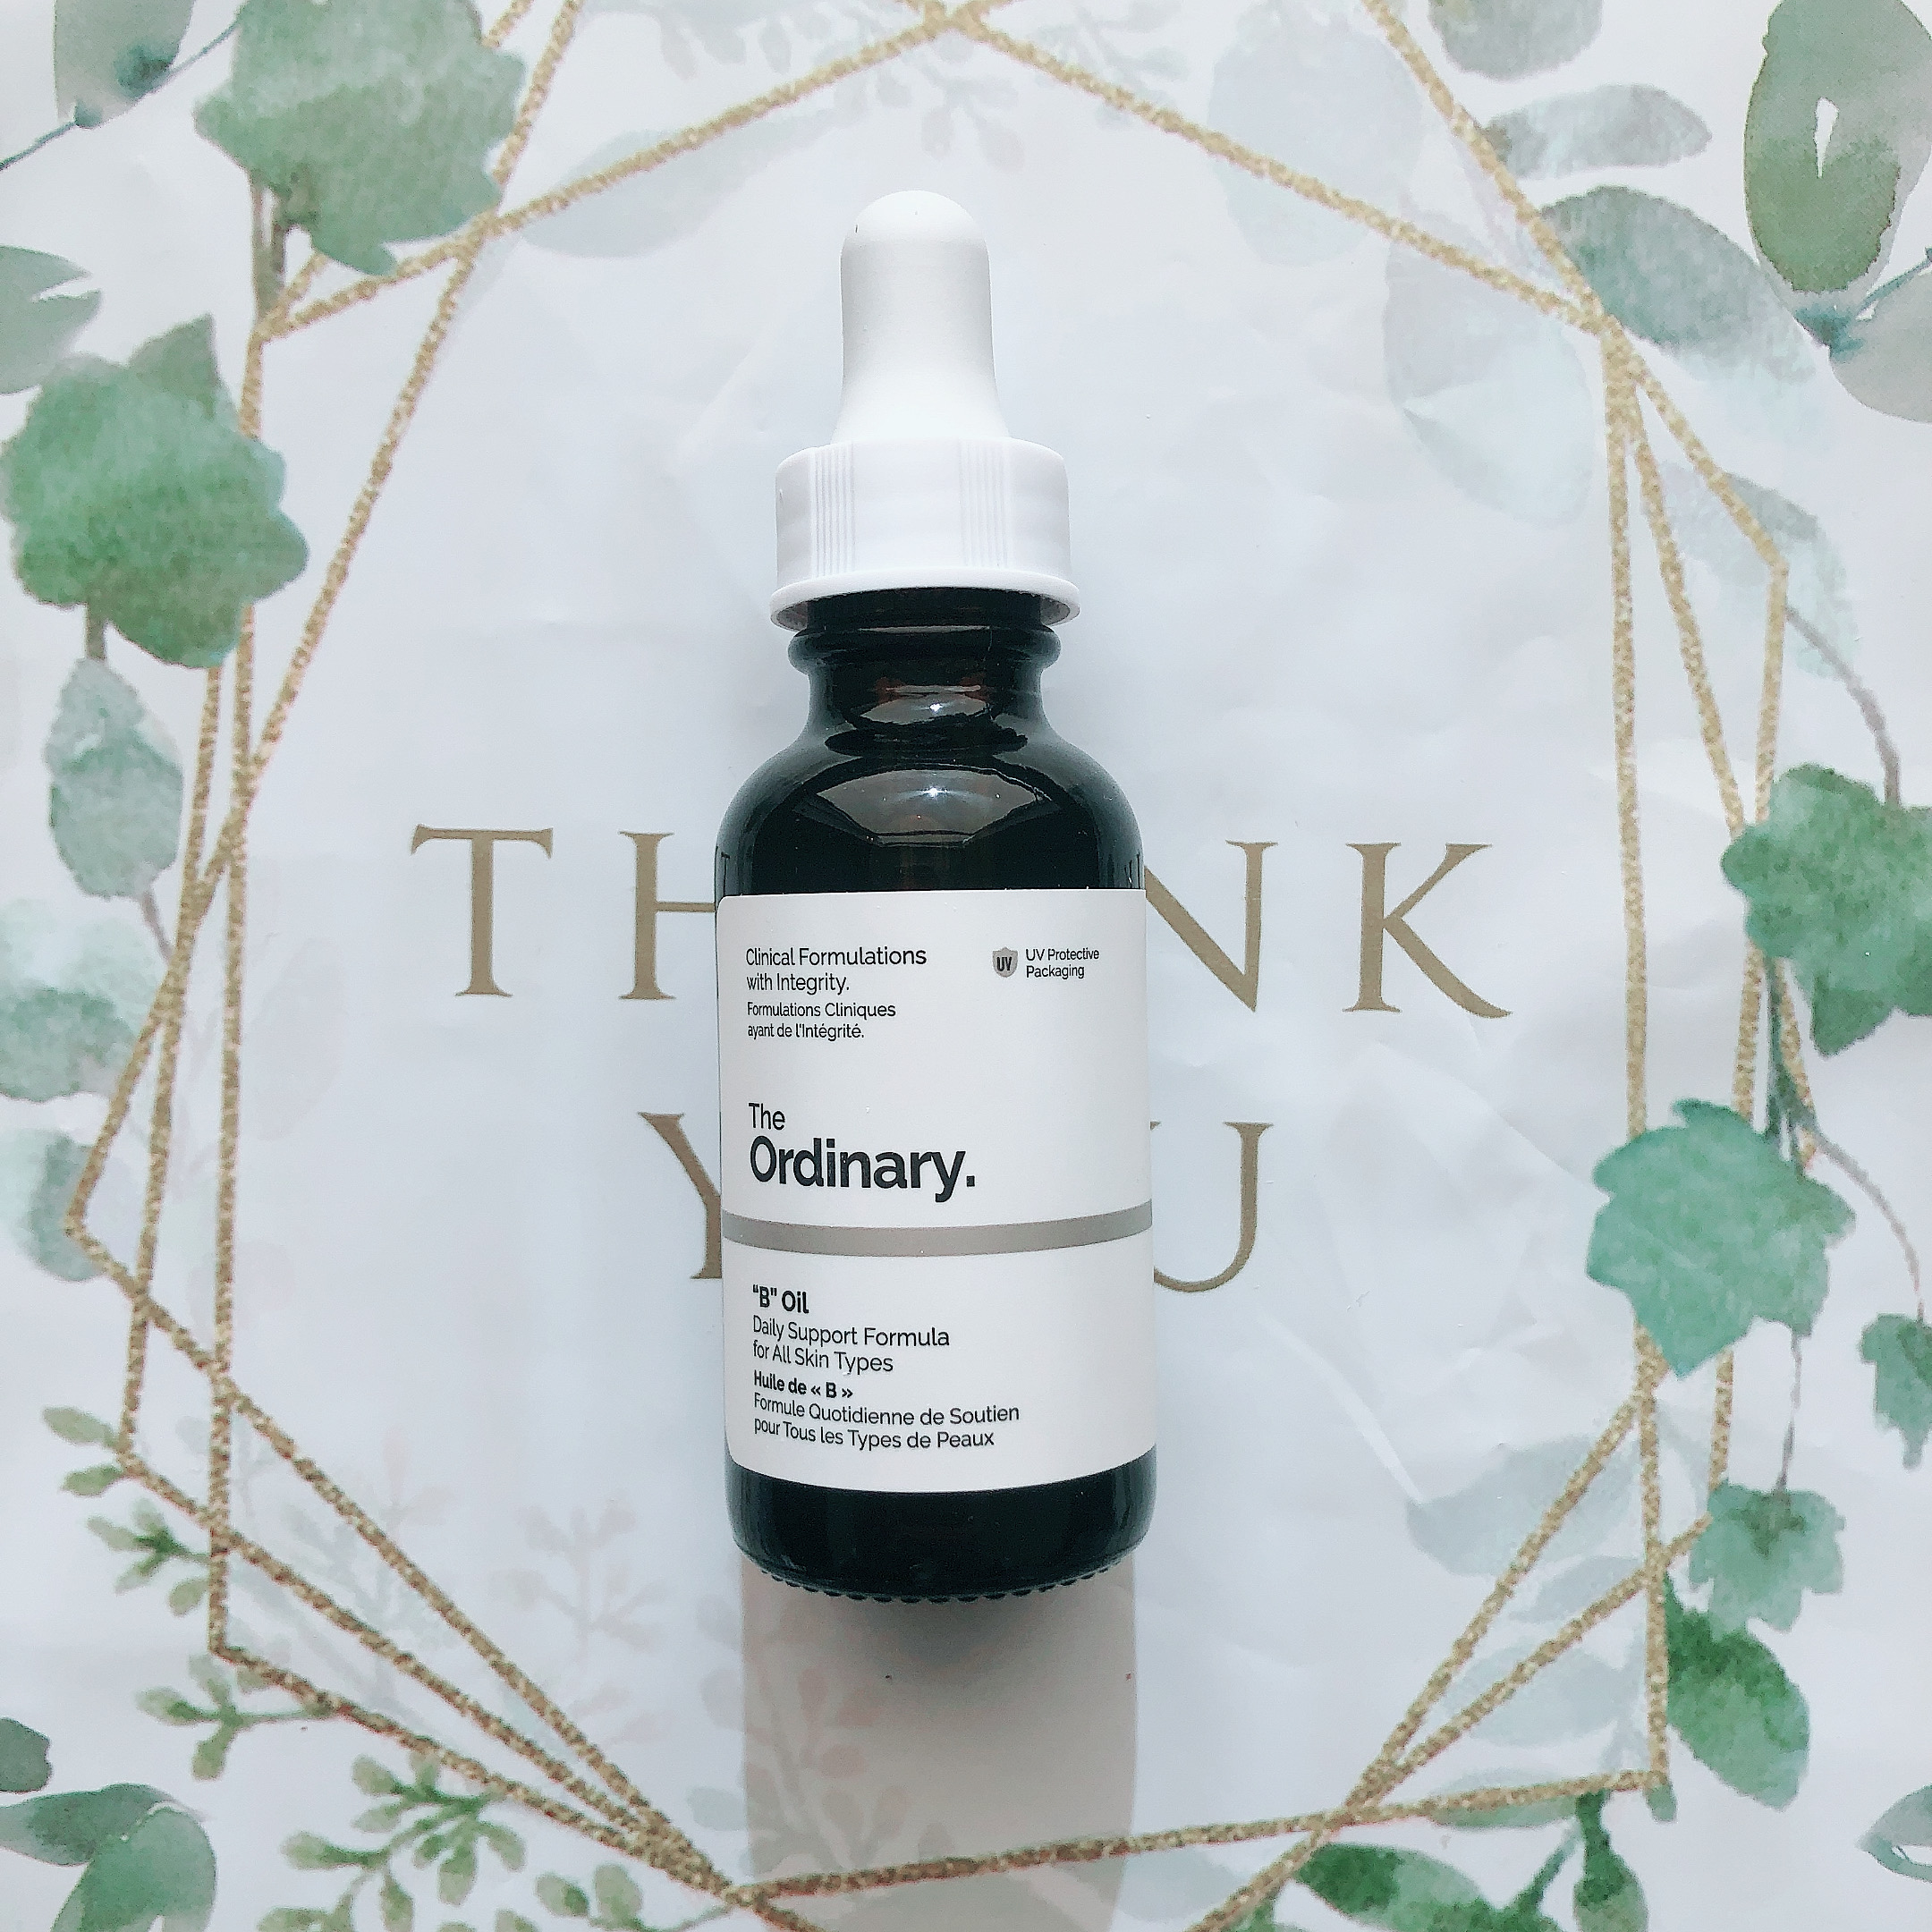 TH NK
Y U
Clinical Formulations
with Integrity.
Formulations Cliniques
ayant de l'Intégrité.
UV
UV Protective
Packaging
The
Ordinary.
"B" Oil
Daily Support Formula
for All Skin Types
Huile de « B »
Formule Quotidienne de Soutien
pour Tous les Types de Peaux